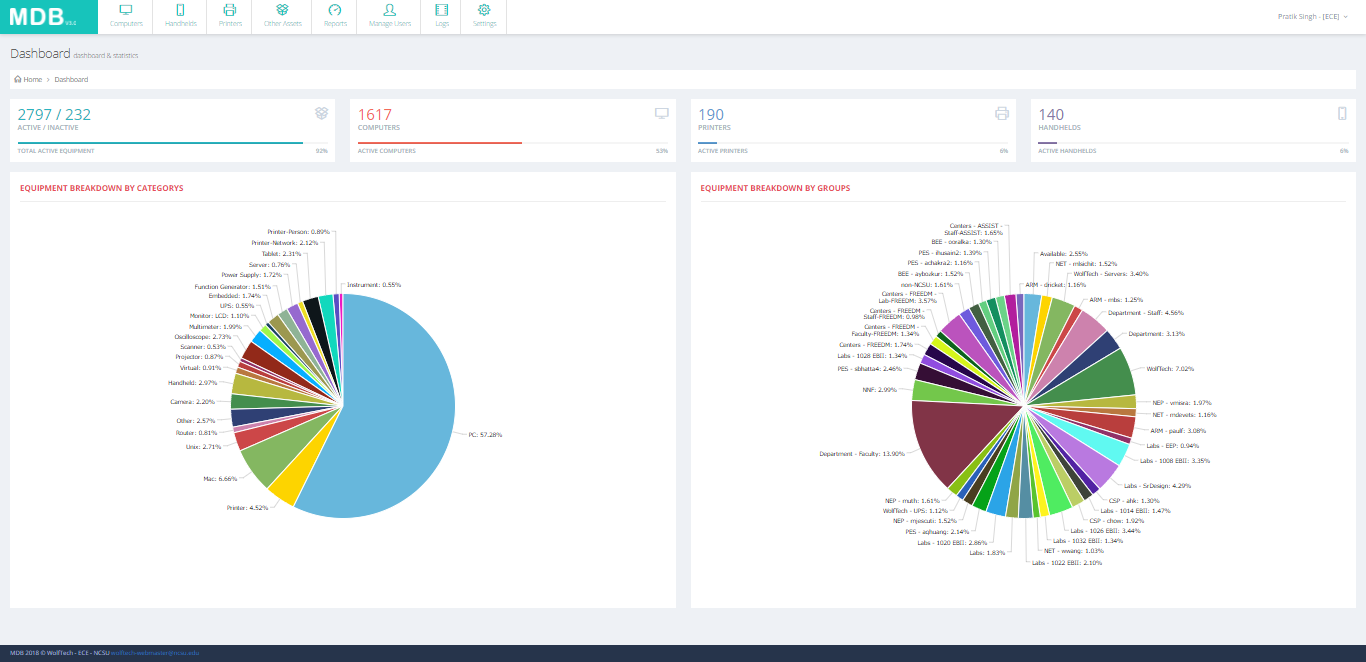 MDB V3.1
Computers
Handhelds
Printers
Other Assets
Reports
Manage Users
Logs
Settings
Pratik Singh - [ECE]
Dashboard dashboard & statistics
Home > Dashboard
2797 / 232
ACTIVE / INACTIVE
TOTAL ACTIVE EQUIPMENT 92%
1617
COMPUTERS
ACTIVE COMPUTERS 53%
190
PRINTERS
ACTIVE PRINTERS 6%
140
HANDHELDS
ACTIVE HANDHELDS 6%
EQUIPMENT BREAKDOWN BY CATEGORYS
Printer-Person: 0.89%
Printer-Network: 2.12%
Tablet: 2.31%
Server: 0.76%
Power Supply: 1.72%
Function Generator: 1.51%
Embedded: 1.74%
UPS: 0.55%
Monitor: LCD: 1.10%
Multimeter: 1.99%
Oscilloscope: 2.73%
Scanner: 0.53%
Projector: 0.87%
Virtual: 0.91%
Handheld: 2.97%
Camera: 2.20%
Other: 2.57%
Router: 0.81%
Unix: 2.71%
Mac: 6.66%
Printer: 4.52%
Instrument: 0.55%
PC: 57.28%
EQUIPMENT BREAKDOWN BY GROUPS
Centers - ASSIST -
Staff-ASSIST: 1.65%
BEE - ooralka: 1.30%
PES - ihusain2: 1.39%
PES - achakra2: 1.16%
BEE - aybozkur: 1.52%
non-NCSU: 1.61%
Centers - FREEDM -
Lab-FREEDM: 3.57%
Centers - FREEDM -
Staff-FREEDM: 0.98%
Centers - FREEDM -
Faculty-FREEDM: 1.34%
Centers - FREEDM: 1.74%
Labs - 1028 EBII: 1.34%
PES - sbhatta4: 2.46%
NNF: 2.99%
Department - Faculty: 13.90%
NEP - muth: 1.61%
WolfTech - UPS: 1.12%
NEP - mjescuti: 1.52%
PES - aqhuang: 2.14%
Labs - 1020 EBII: 2.86%
Labs: 1.83%
Available: 2.55%
NET - mlsichit: 1.52%
WolfTech - Servers: 3.40%
ARM - dricket: 1.16%
ARM - mbs: 1.25%
Department - Staff: 4.56%
Department: 3.13%
WolfTech: 7.02%
NEP - vmisra: 1.97%
NET - mdevets: 1.16%
ARM - paulf: 3.08%
Labs - EEP: 0.94%
Labs - 1008 EBII: 3.35%
Labs - SrDesign: 4.29%
CSP - ahk: 1.30%
Labs - 1014 EBII: 1.47%
CSP - chow: 1.92%
Labs - 1026 EBII: 3.44%
Labs - 1032 EBII: 1.34%
NET - wwang: 1.03%
Labs - 1022 EBII: 2.10%
MDB 2018 © WolfTech - ECE - NCSU wolftech-webmaster@ncsu.edu